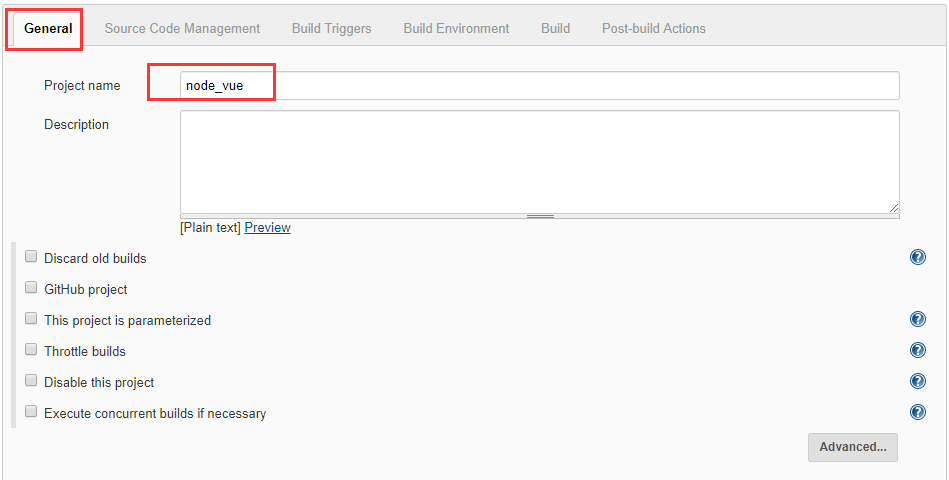 General Source Code Management Build Triggers Build Environment Build Post-build Actions
Project name node_vue
Description
[Plain text] Preview
Discard old builds ?
GitHub project
This project is parameterized ?
Throttle builds ?
Disable this project ?
Execute concurrent builds if necessary ?
Advanced...